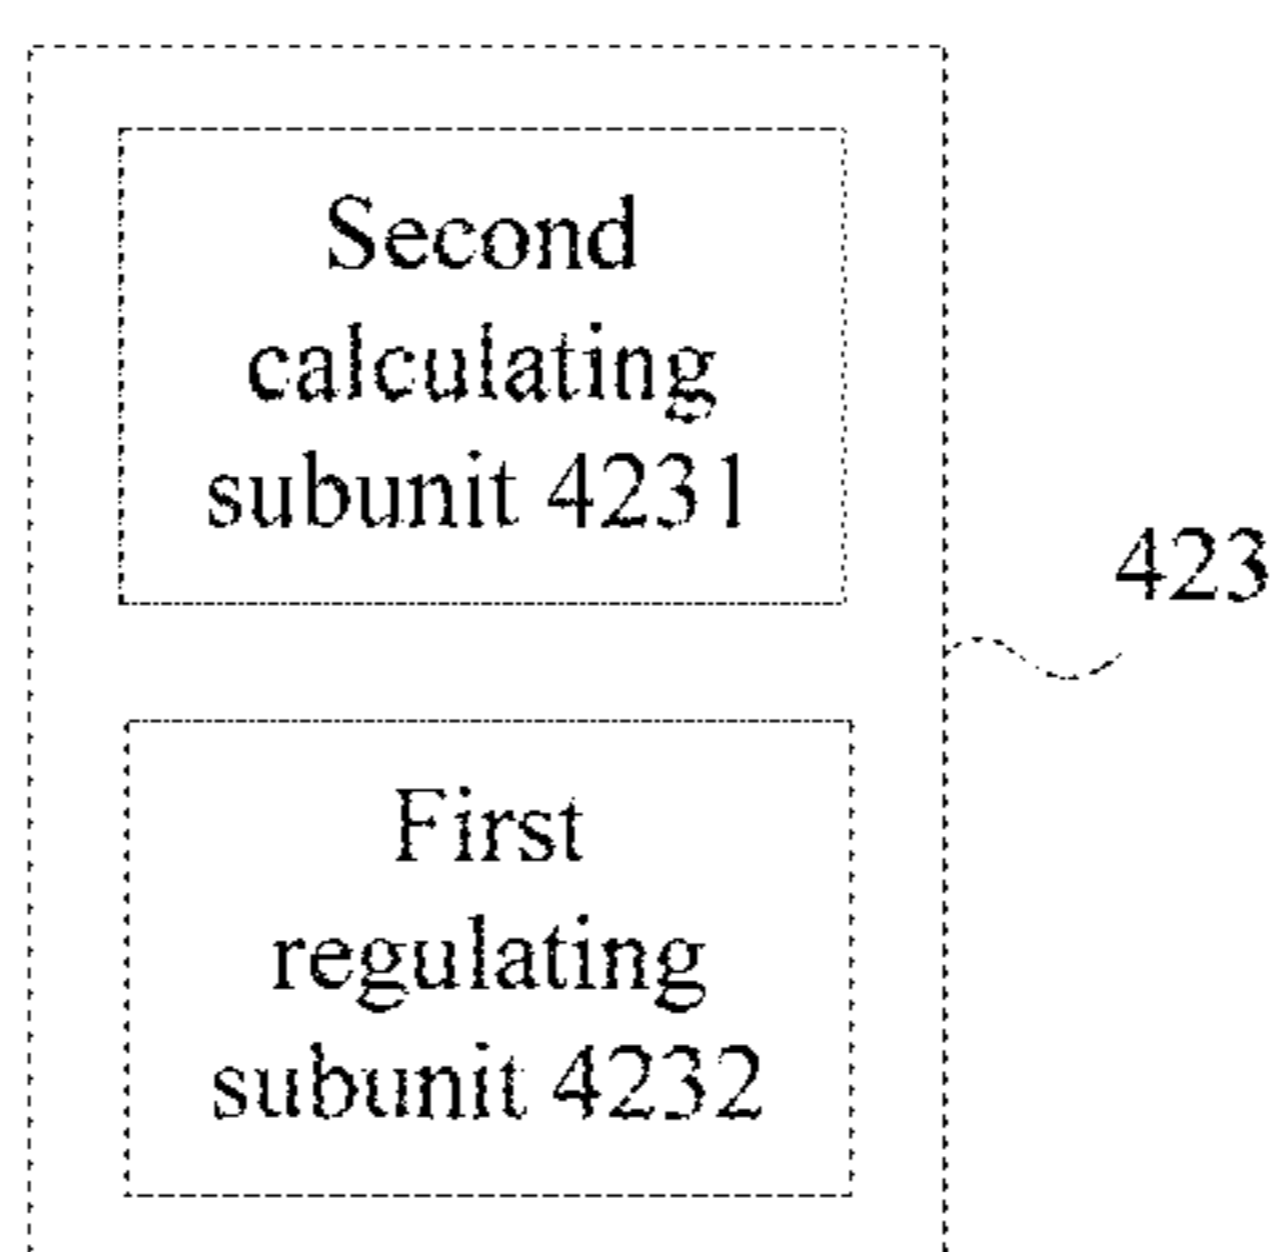 Second
calculating
subunit 4231
423
First
regulating
subunit 4232